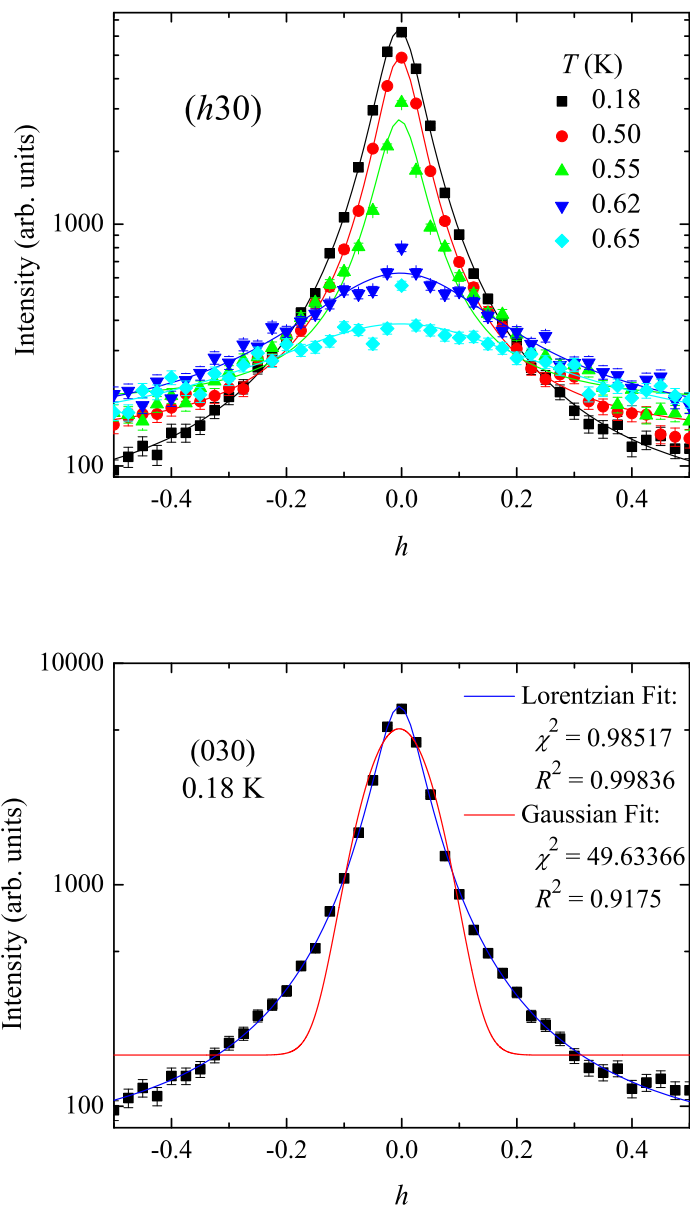 (h30)
T (K)
0.18
0.50
0.55
0.62
0.65
Intensity (arb. units)
1000
100
-0.4 -0.2 0.0 0.2 0.4
h
10000
1000
100
Intensity (arb. units)
(030)
0.18 K
Lorentzian Fit:
χ² = 0.98517
R² = 0.99836
Gaussian Fit:
χ² = 49.63366
R² = 0.9175
-0.4 -0.2 0.0 0.2 0.4
h